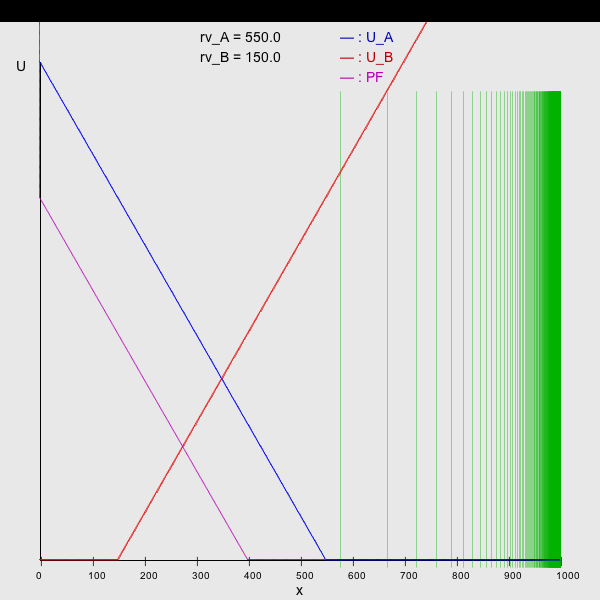 rv_A = 550.0 — : U_A
U rv_B = 150.0 — : U_B
— : PF
0 100 200 300 400 500 600 700 800 900 1000
x